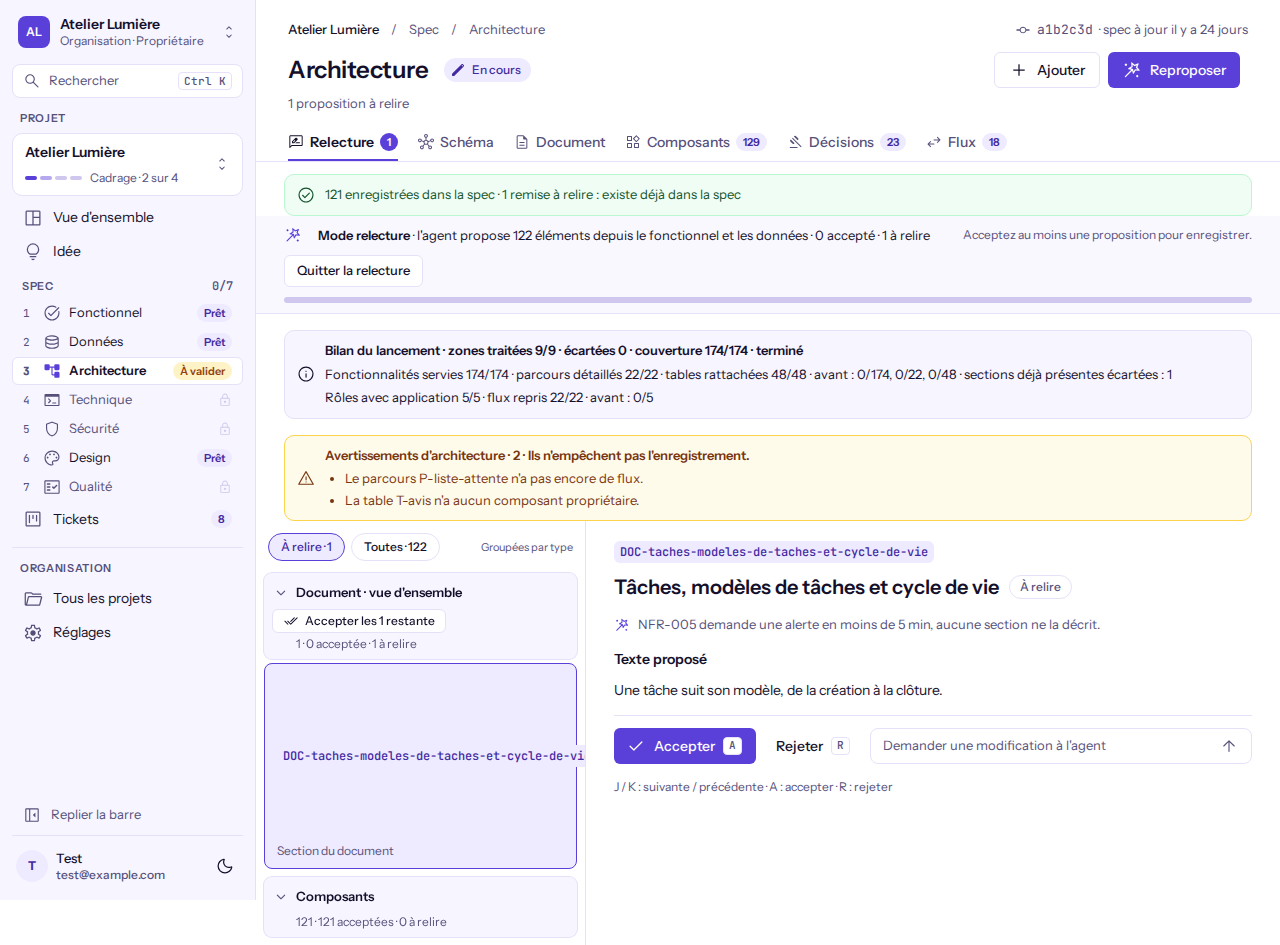 AL
Atelier Lumière
Organisation · Propriétaire
Rechercher
Ctrl K
PROJET
Atelier Lumière
Cadrage · 2 sur 4
Vue d'ensemble
Idée
SPEC 0/7
1 Fonctionnel Prêt
2 Données Prêt
3 Architecture À valider
4 Technique
5 Sécurité
6 Design Prêt
7 Qualité
Tickets 8
ORGANISATION
Tous les projets
Réglages
Replier la barre
T
Test
test@example.com
Atelier Lumière / Spec / Architecture
a1b2c3d · spec à jour il y a 24 jours
Architecture
En cours
Ajouter
Reproposer
1 proposition à relire
Relecture 1
Schéma
Document
Composants 129
Décisions 23
Flux 18
121 enregistrées dans la spec · 1 remise à relire : existe déjà dans la spec
Mode relecture · l'agent propose 122 éléments depuis le fonctionnel et les données · 0 accepté · 1 à relire
Acceptez au moins une proposition pour enregistrer.
Quitter la relecture
Bilan du lancement · zones traitées 9/9 · écartées 0 · couverture 174/174 · terminé
Fonctionnalités servies 174/174 · parcours détaillés 22/22 · tables rattachées 48/48 · avant : 0/174, 0/22, 0/48 · sections déjà présentes écartées : 1
Rôles avec application 5/5 · flux repris 22/22 · avant : 0/5
Avertissements d'architecture · 2 · Ils n'empêchent pas l'enregistrement.
• Le parcours P-liste-attente n'a pas encore de flux.
• La table T-avis n'a aucun composant propriétaire.
À relire · 1
Toutes · 122
Groupées par type
Document · vue d'ensemble
Accepter les 1 restante
1 · 0 acceptée · 1 à relire
DOC-taches-modeles-de-taches-et-cycle-de-vie
Section du document
Composants
121 · 121 acceptées · 0 à relire
DOC-taches-modeles-de-taches-et-cycle-de-vie
Tâches, modèles de tâches et cycle de vie
À relire
NFR-005 demande une alerte en moins de 5 min, aucune section ne la décrit.
Texte proposé
Une tâche suit son modèle, de la création à la clôture.
Accepter A
Rejeter R
Demander une modification à l'agent
J / K : suivante / précédente · A : accepter · R : rejeter